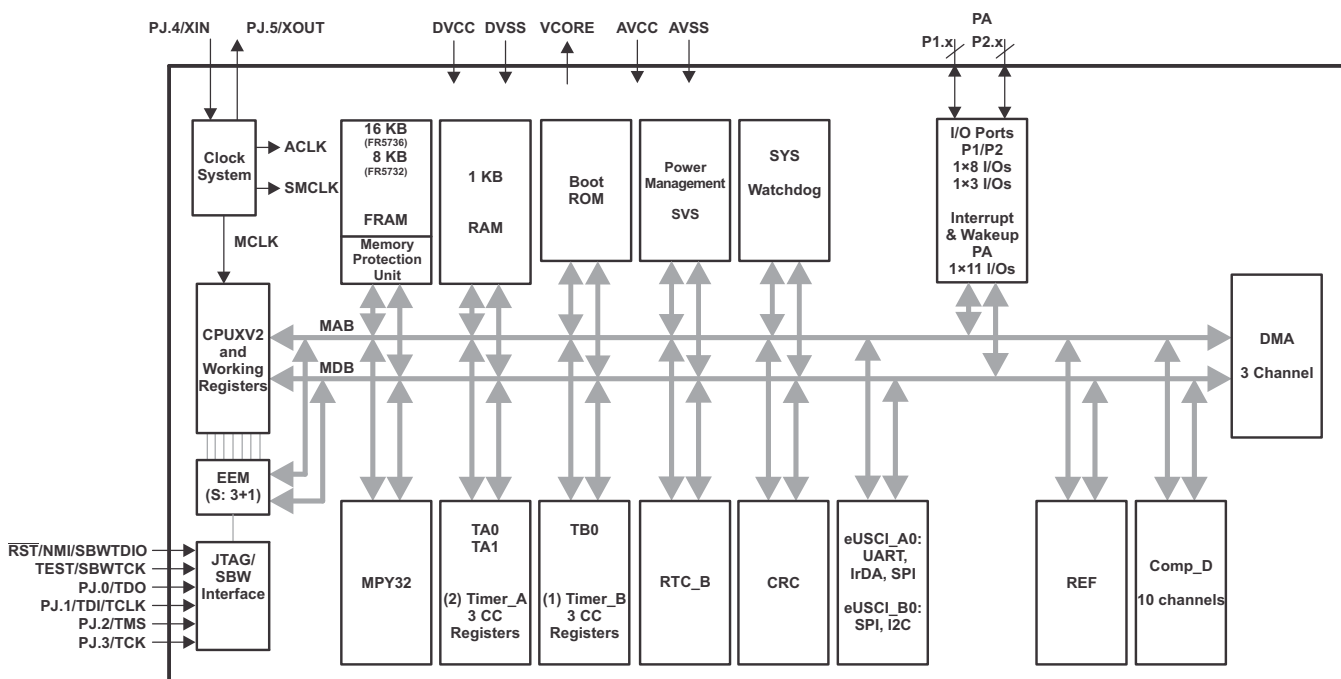 PJ.4/XIN
PJ.5/XOUT
DVCC
DVSS
VCORE
AVCC
AVSS
PA
P1.x
P2.x
Clock
System
ACLK
SMCLK
MCLK
16 KB
(FR5736)
8 KB
(FR5732)
FRAM
Memory
Protection
Unit
1 KB
RAM
Boot
ROM
Power
Management
SVS
SYS
Watchdog
I/O Ports
P1/P2
1×8 I/Os
1×3 I/Os
Interrupt
& Wakeup
PA
1×11 I/Os
CPUXV2
and
Working
Registers
MAB
MDB
DMA
3 Channel
EEM
(S: 3+1)
RST/NMI/SBWTDIO
TEST/SBWTCK
PJ.0/TDO
PJ.1/TDI/TCLK
PJ.2/TMS
PJ.3/TCK
JTAG/
SBW
Interface
MPY32
TA0
TA1
(2) Timer_A
3 CC
Registers
TB0
(1) Timer_B
3 CC
Registers
RTC_B
CRC
eUSCI_A0:
UART,
IrDA, SPI
eUSCI_B0:
SPI, I2C
REF
Comp_D
10 channels